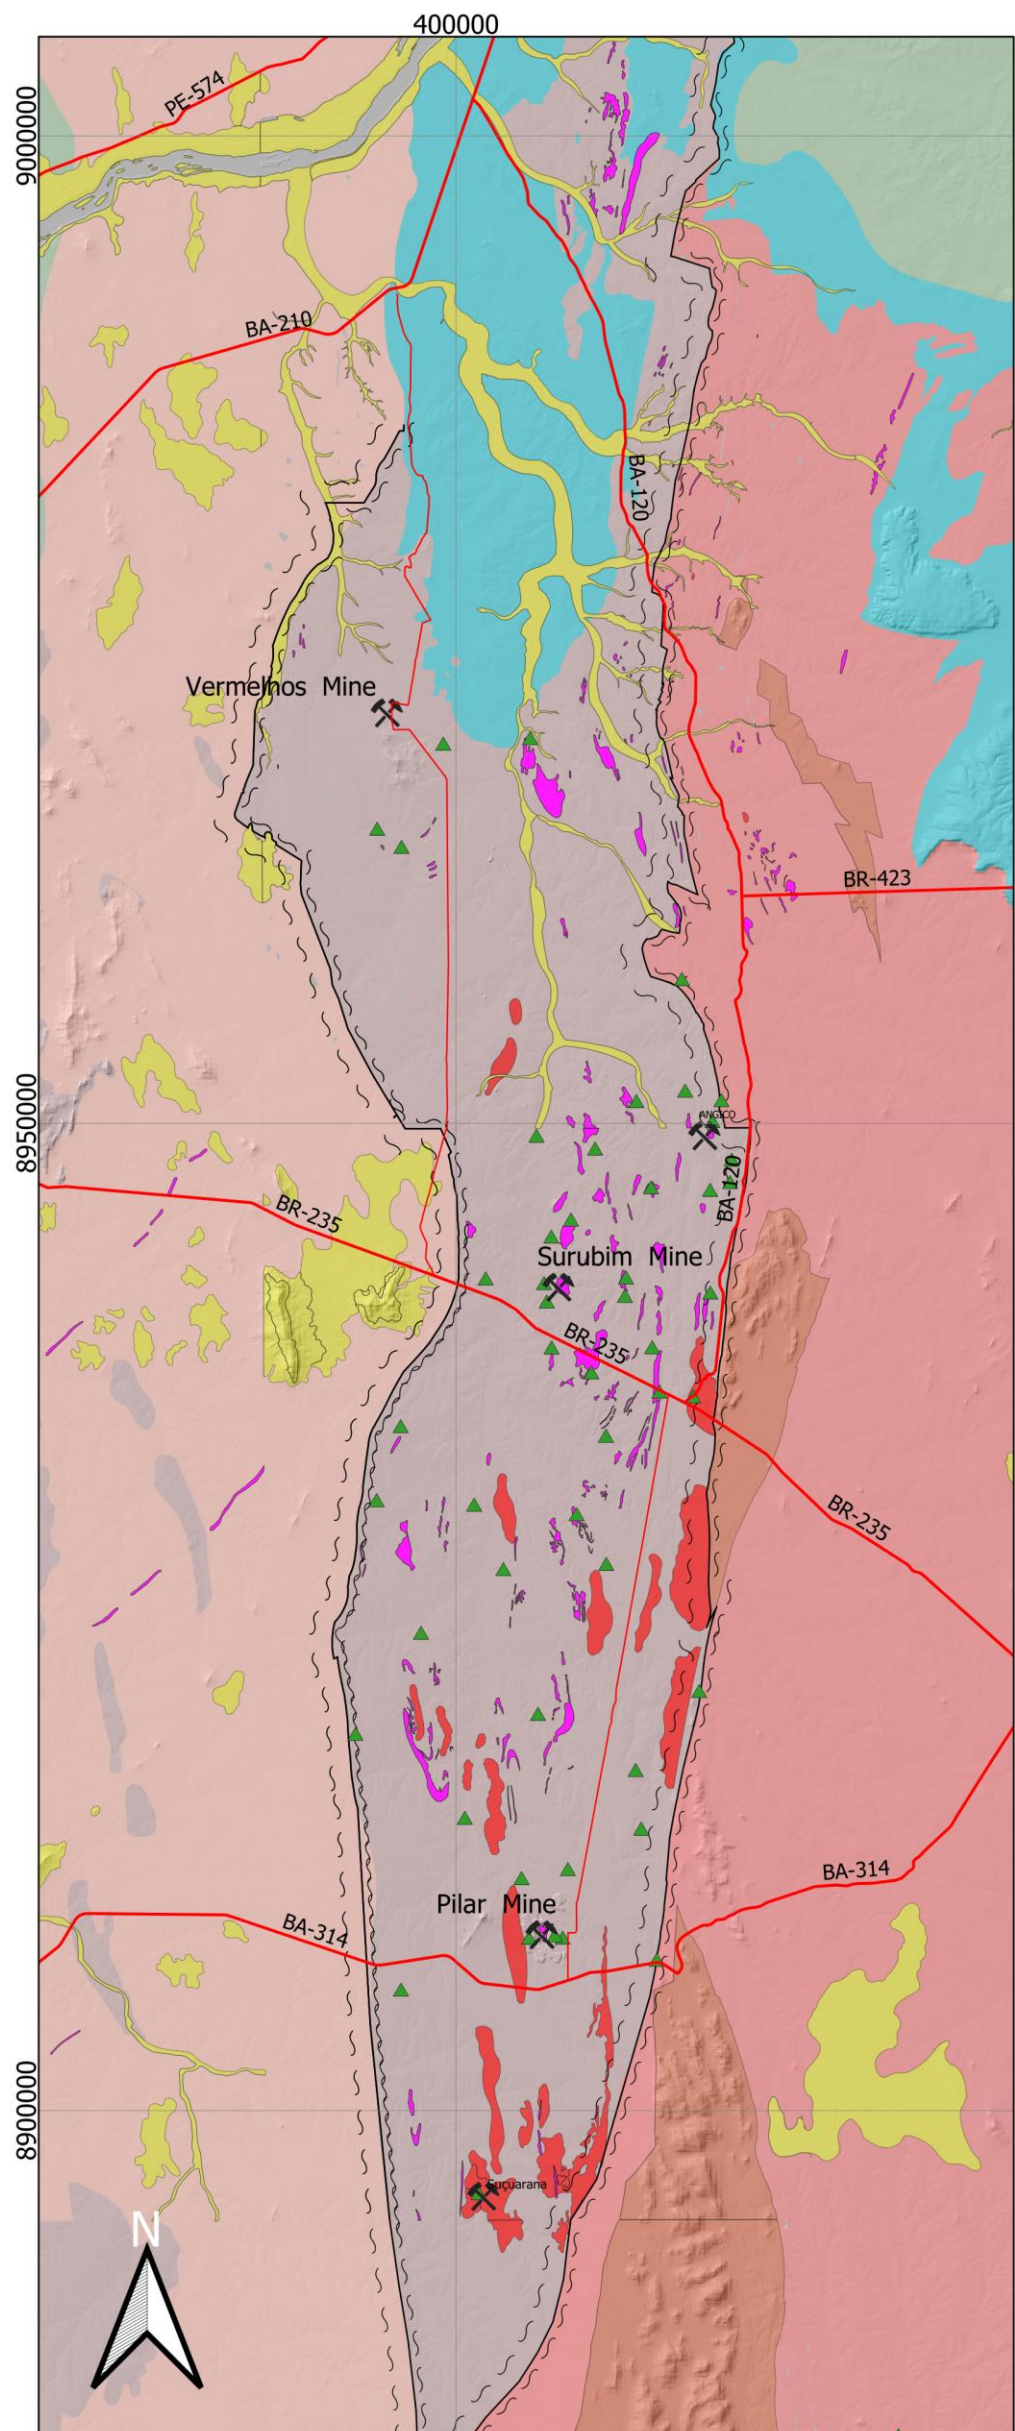 400000
PE-574
9000000
BA-210
BA-120
Vermelhos Mine
BR-423
8950000
ANGICO
BA-120
BR-235
Surubim Mine
BR-235
BR-235
BA-314
Pilar Mine
BA-314
8900000
Suçuarana
N